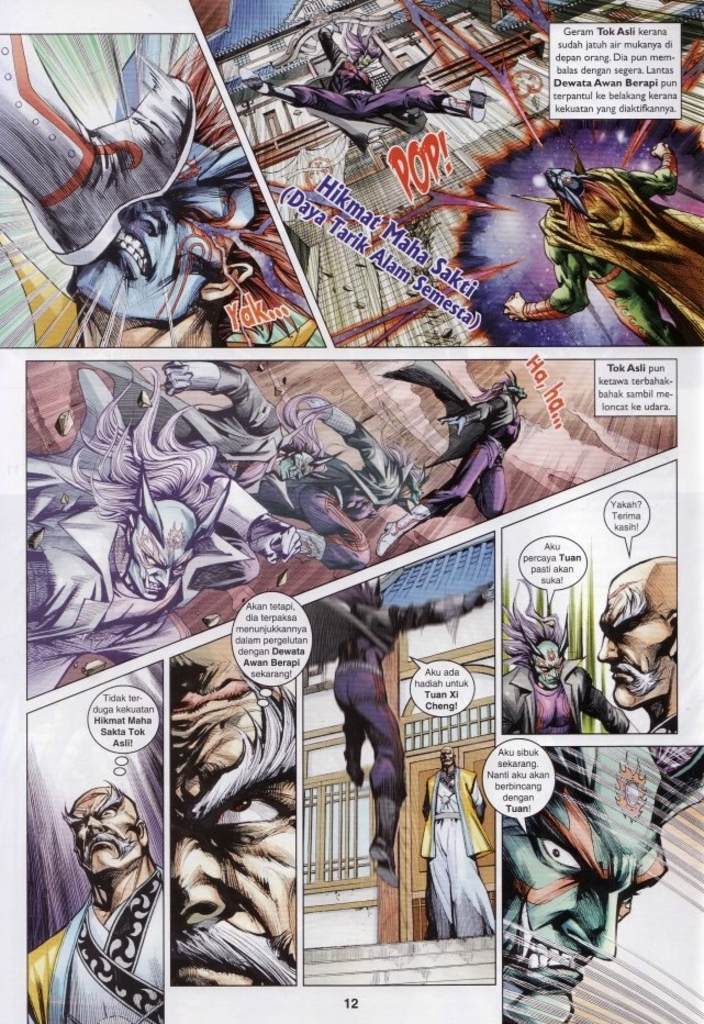 Geram Tok Asli kerana
sudah jatuh air mukanya di
depan orang. Dia pun mem-
balas dengan segera. Lantas
Dewata Awan Berapi pun
terpantul ke belakang kerana
kekuatan yang diaktifkannya.
POP!
Hikmat Maha Sakti
(Daya Tarik Alam Semesta)
Yak...
Ha, ha...
Tok Asli pun
ketawa terbahak-
bahak sambil me-
loncat ke udara.
Yakah?
Terima
kasih!
Aku
percaya Tuan
pasti akan
suka!
Akan tetapi,
dia terpaksa
menunjukkannya
dalam pergelutan
dengan Dewata
Awan Berapi
sekarang!
Aku ada
hadiah untuk
Tuan Xi
Cheng!
Tidak ter-
duga kekuatan
Hikmat Maha
Sakta Tok
Asli!
Aku sibuk
sekarang.
Nanti aku akan
berbincang
dengan
Tuan!
12